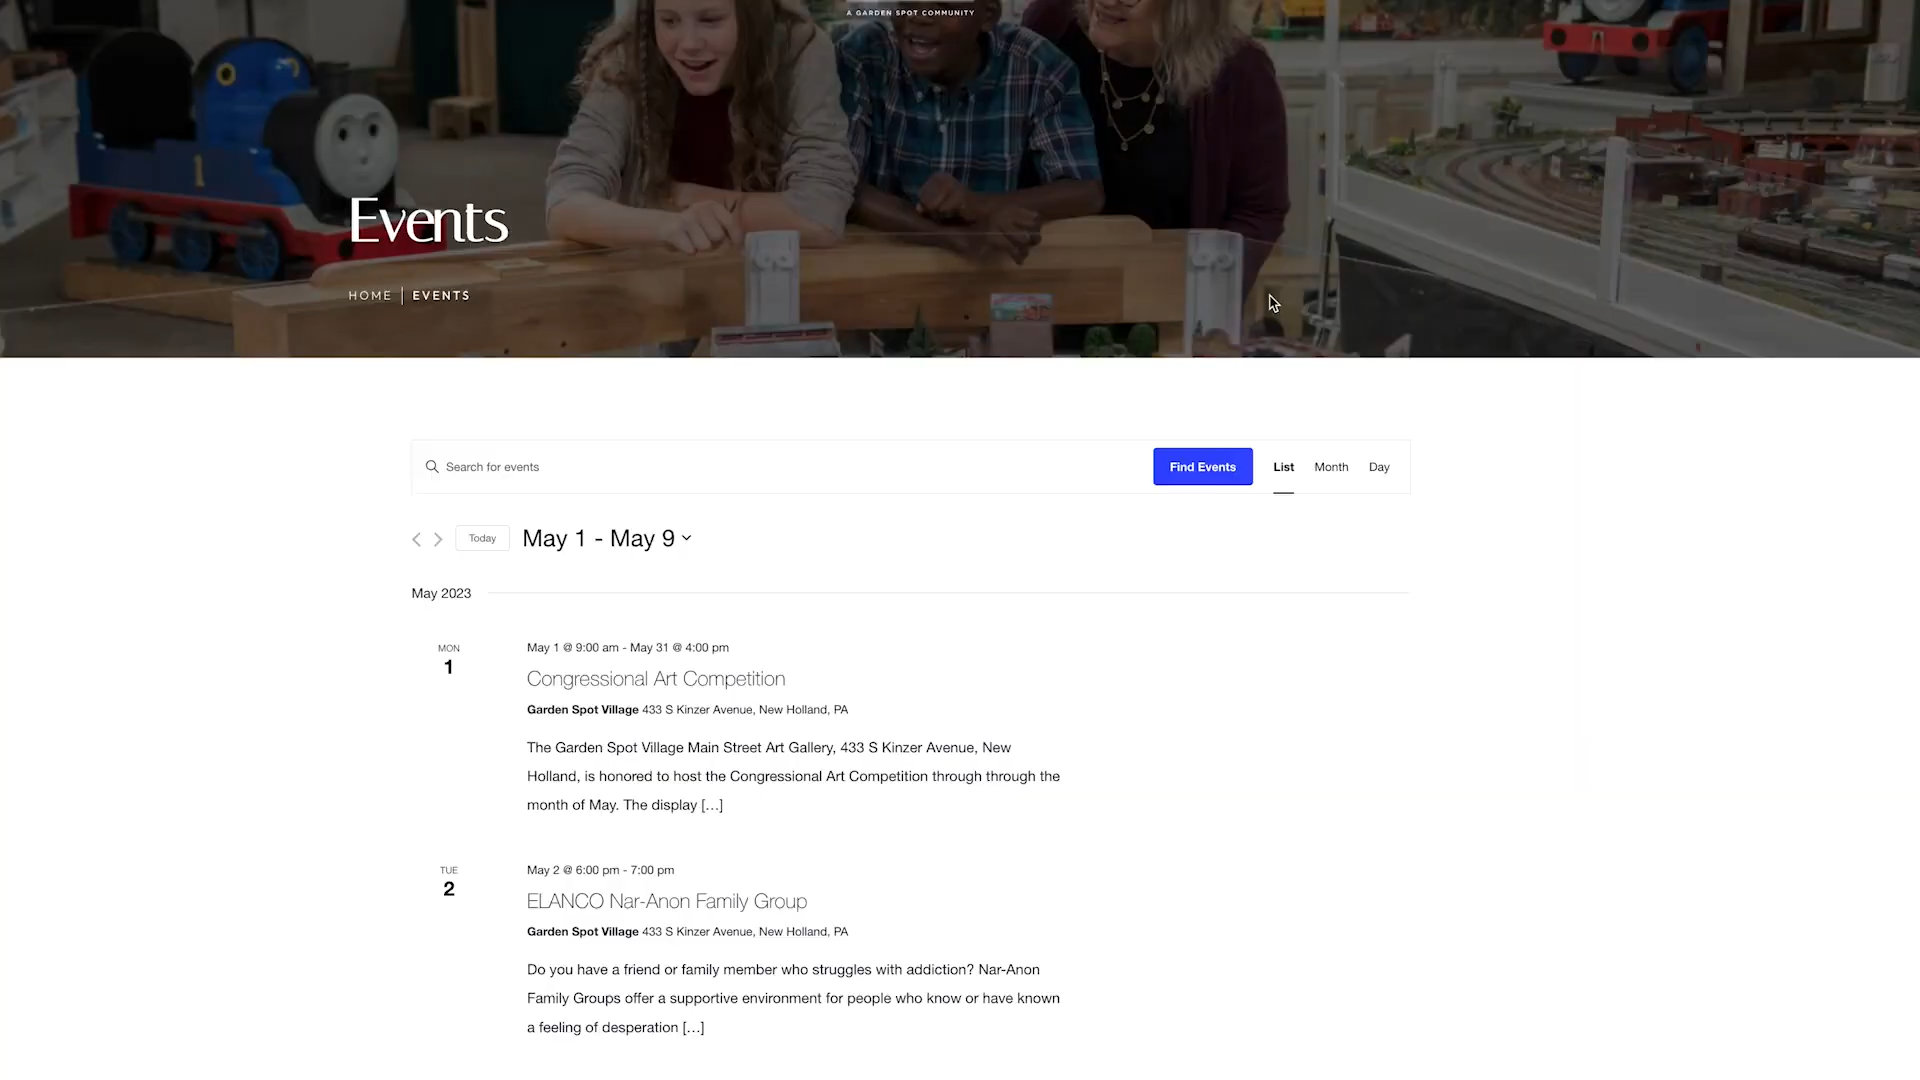 A GARDEN SPOT COMMUNITY
1
Events
HOME | EVENTS
Search for events
Find Events
List
Month
Day
Today
May 1 - May 9
May 2023
MON
1
May 1 @ 9:00 am - May 31 @ 4:00 pm
Congressional Art Competition
Garden Spot Village 433 S Kinzer Avenue, New Holland, PA
The Garden Spot Village Main Street Art Gallery, 433 S Kinzer Avenue, New
Holland, is honored to host the Congressional Art Competition through through the
month of May. The display […]
TUE
2
May 2 @ 6:00 pm - 7:00 pm
ELANCO Nar-Anon Family Group
Garden Spot Village 433 S Kinzer Avenue, New Holland, PA
Do you have a friend or family member who struggles with addiction? Nar-Anon
Family Groups offer a supportive environment for people who know or have known
a feeling of desperation […]